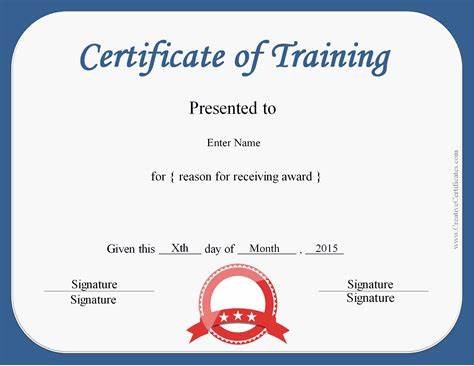 Certificate of Training
Presented to
Enter Name
for { reason for receiving award }
Given this Xth day of Month , 2015
Signature Signature
Signature Signature
www.CreativeCertificates.com